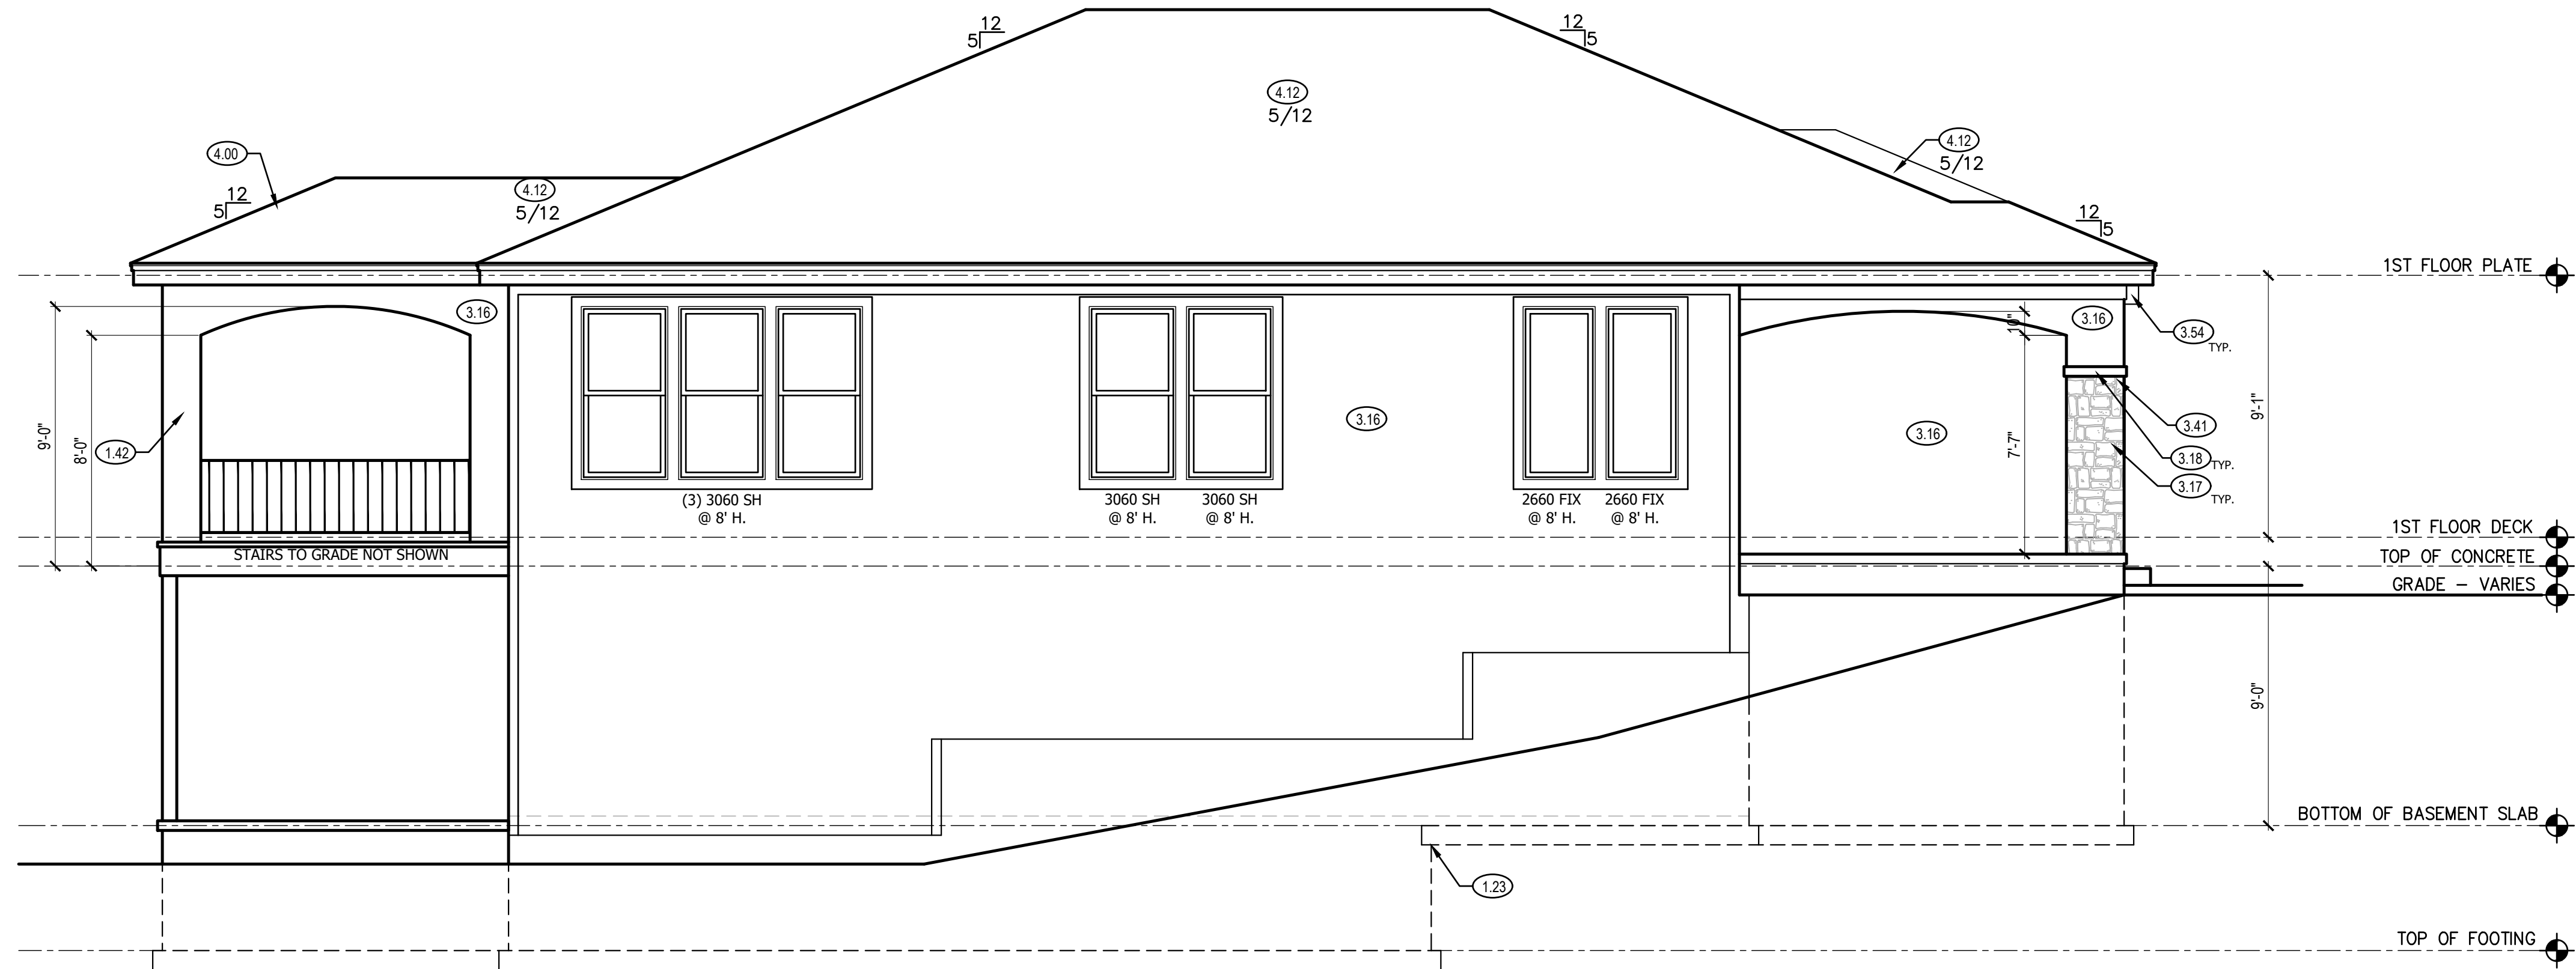 12
5
12
5
4.12
5/12
4.00
4.12
5/12
12
5
4.12
5/12
12
5
1ST FLOOR PLATE
3.16
10"
3.16
3.54
TYP.
9'-0"
8'-0"
1.42
3.16
3.16
7'-7"
9'-1"
3.41
3.18
TYP.
3.17
TYP.
(3) 3060 SH
@ 8' H.
3060 SH
@ 8' H.
3060 SH
@ 8' H.
2660 FIX
@ 8' H.
2660 FIX
@ 8' H.
1ST FLOOR DECK
STAIRS TO GRADE NOT SHOWN
TOP OF CONCRETE
GRADE - VARIES
9'-0"
BOTTOM OF BASEMENT SLAB
1.23
TOP OF FOOTING